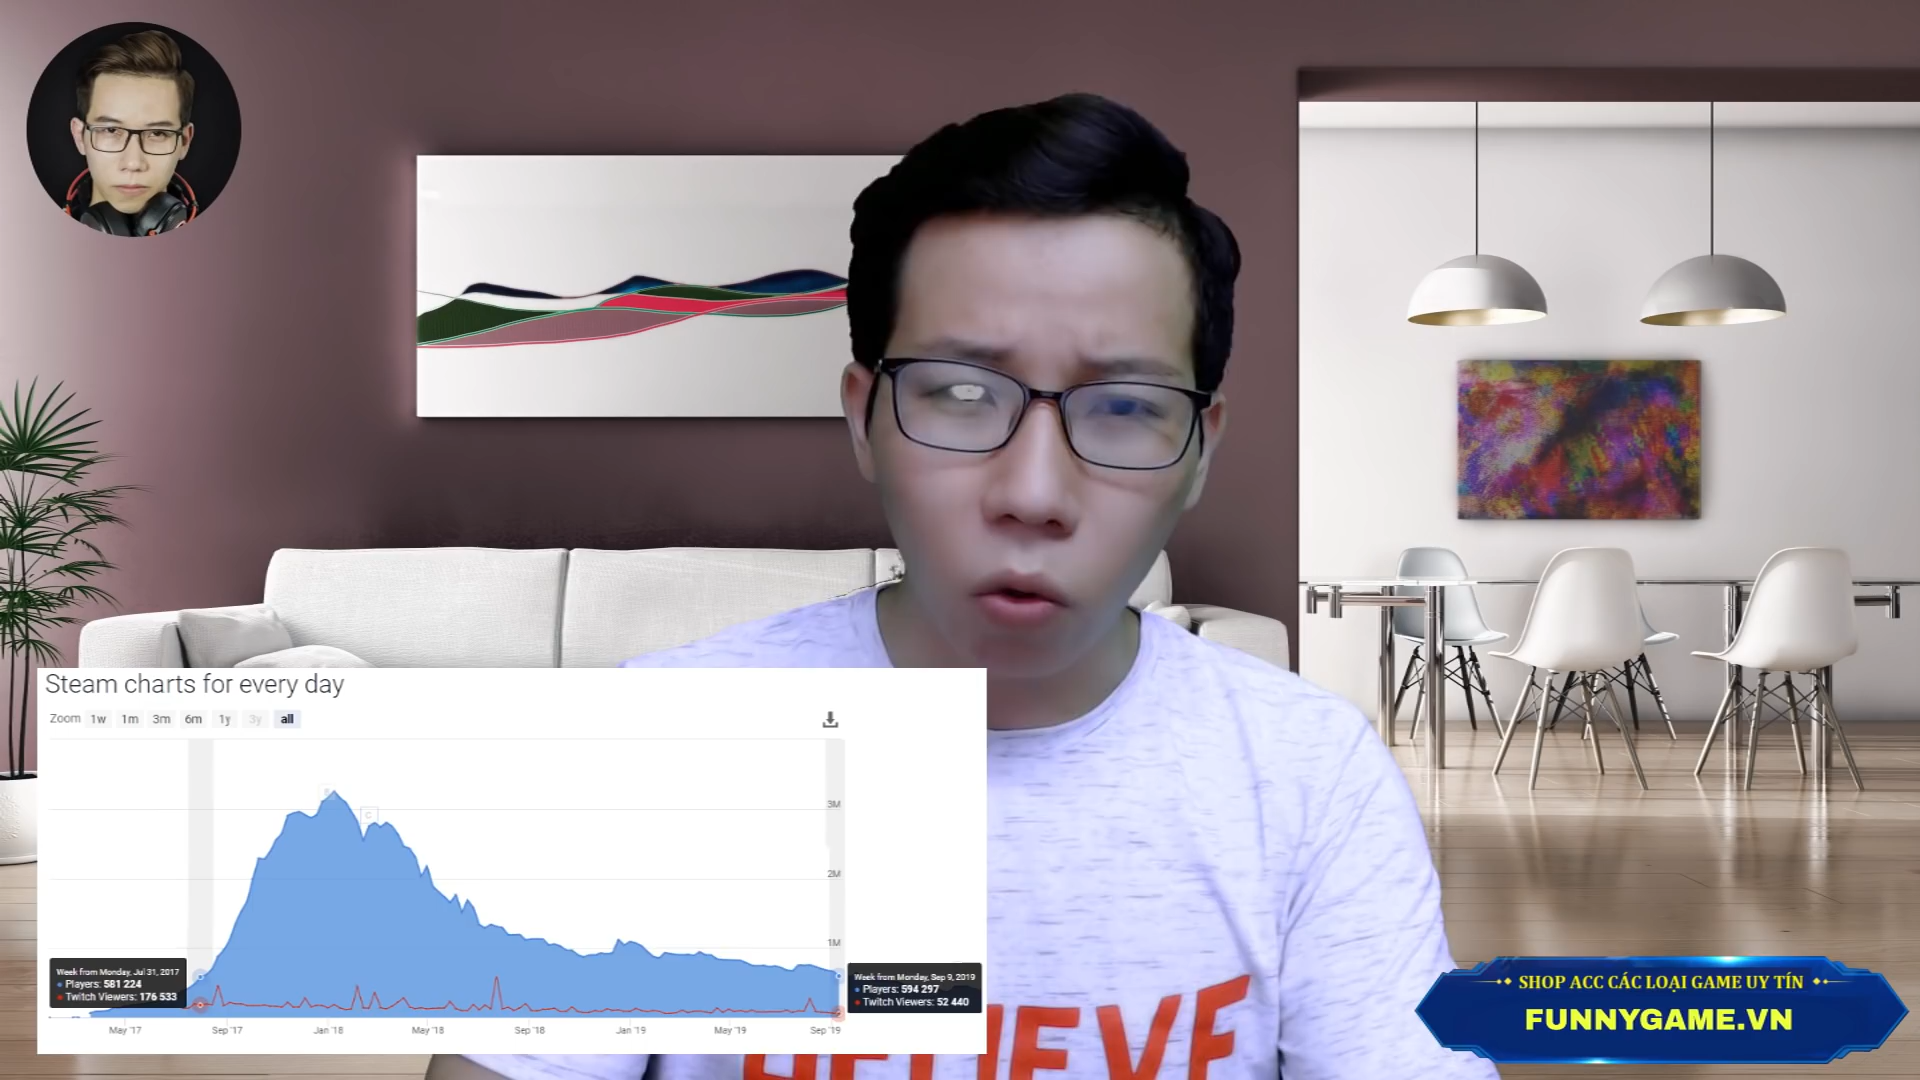 Steam charts for every day
Zoom 1w 1m 3m 6m 1y 3y all
3M
C
2M
1M
Week from Monday, Jul 31, 2017
Players: 581 224
Twitch Viewers: 176 533
Week from Monday, Sep 9, 2019
Players: 594 297
Twitch Viewers: 52 440
May '17 Sep '17 Jan '18 May '18 Sep '18 Jan '19 May '19 Sep '19
SHOP ACC CÁC LOẠI GAME UY TÍN
FUNNYGAME.VN